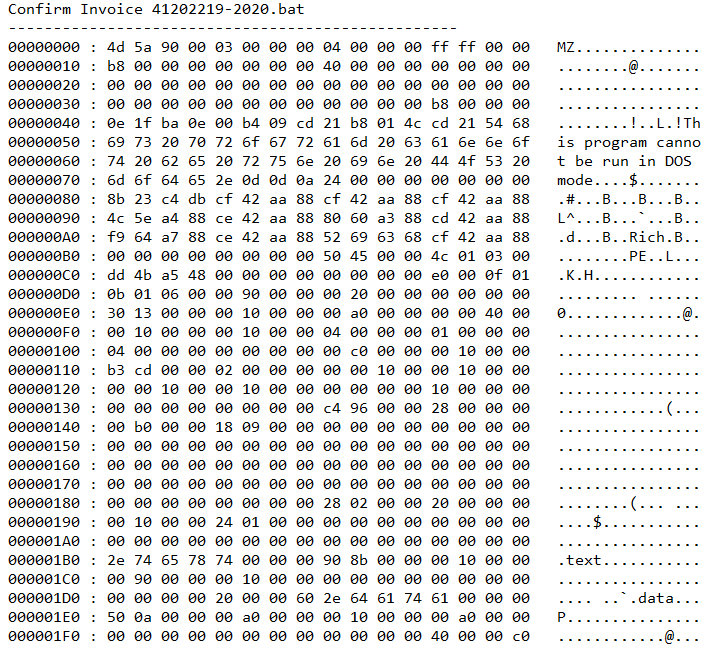 Confirm Invoice 41202219-2020.bat
--------------------------------------------------
00000000 : 4d 5a 90 00 03 00 00 00 04 00 00 00 ff ff 00 00   MZ..............
00000010 : b8 00 00 00 00 00 00 00 40 00 00 00 00 00 00 00   ........@.......
00000020 : 00 00 00 00 00 00 00 00 00 00 00 00 00 00 00 00   ................
00000030 : 00 00 00 00 00 00 00 00 00 00 00 00 b8 00 00 00   ................
00000040 : 0e 1f ba 0e 00 b4 09 cd 21 b8 01 4c cd 21 54 68   ........!..L.!Th
00000050 : 69 73 20 70 72 6f 67 72 61 6d 20 63 61 6e 6e 6f   is program canno
00000060 : 74 20 62 65 20 72 75 6e 20 69 6e 20 44 4f 53 20   t be run in DOS
00000070 : 6d 6f 64 65 2e 0d 0d 0a 24 00 00 00 00 00 00 00   mode....$.......
00000080 : 8b 23 c4 db cf 42 aa 88 cf 42 aa 88 cf 42 aa 88   .#...B...B...B..
00000090 : 4c 5e a4 88 ce 42 aa 88 80 60 a3 88 cd 42 aa 88   L^...B...`...B..
000000A0 : f9 64 a7 88 ce 42 aa 88 52 69 63 68 cf 42 aa 88   .d...B..Rich.B..
000000B0 : 00 00 00 00 00 00 00 00 50 45 00 00 4c 01 03 00   ........PE..L...
000000C0 : dd 4b a5 48 00 00 00 00 00 00 00 00 e0 00 0f 01   .K.H............
000000D0 : 0b 01 06 00 00 90 00 00 00 20 00 00 00 00 00 00   ......... ......
000000E0 : 30 13 00 00 00 10 00 00 00 a0 00 00 00 00 40 00   0.............@.
000000F0 : 00 10 00 00 00 10 00 00 04 00 00 00 01 00 00 00   ................
00000100 : 04 00 00 00 00 00 00 00 00 c0 00 00 00 10 00 00   ................
00000110 : b3 cd 00 00 02 00 00 00 00 00 10 00 00 10 00 00   ................
00000120 : 00 00 10 00 00 10 00 00 00 00 00 00 10 00 00 00   ................
00000130 : 00 00 00 00 00 00 00 00 c4 96 00 00 28 00 00 00   ............(...
00000140 : 00 b0 00 00 18 09 00 00 00 00 00 00 00 00 00 00   ................
00000150 : 00 00 00 00 00 00 00 00 00 00 00 00 00 00 00 00   ................
00000160 : 00 00 00 00 00 00 00 00 00 00 00 00 00 00 00 00   ................
00000170 : 00 00 00 00 00 00 00 00 00 00 00 00 00 00 00 00   ................
00000180 : 00 00 00 00 00 00 00 00 28 02 00 00 20 00 00 00   ........(... ...
00000190 : 00 10 00 00 24 01 00 00 00 00 00 00 00 00 00 00   ....$...........
000001A0 : 00 00 00 00 00 00 00 00 00 00 00 00 00 00 00 00   ................
000001B0 : 2e 74 65 78 74 00 00 00 90 8b 00 00 00 10 00 00   .text...........
000001C0 : 00 90 00 00 00 10 00 00 00 00 00 00 00 00 00 00   ................
000001D0 : 00 00 00 00 20 00 00 60 2e 64 61 74 61 00 00 00   .... ..`.data...
000001E0 : 50 0a 00 00 00 a0 00 00 00 10 00 00 00 a0 00 00   P...............
000001F0 : 00 00 00 00 00 00 00 00 00 00 00 00 40 00 00 c0   ............@...